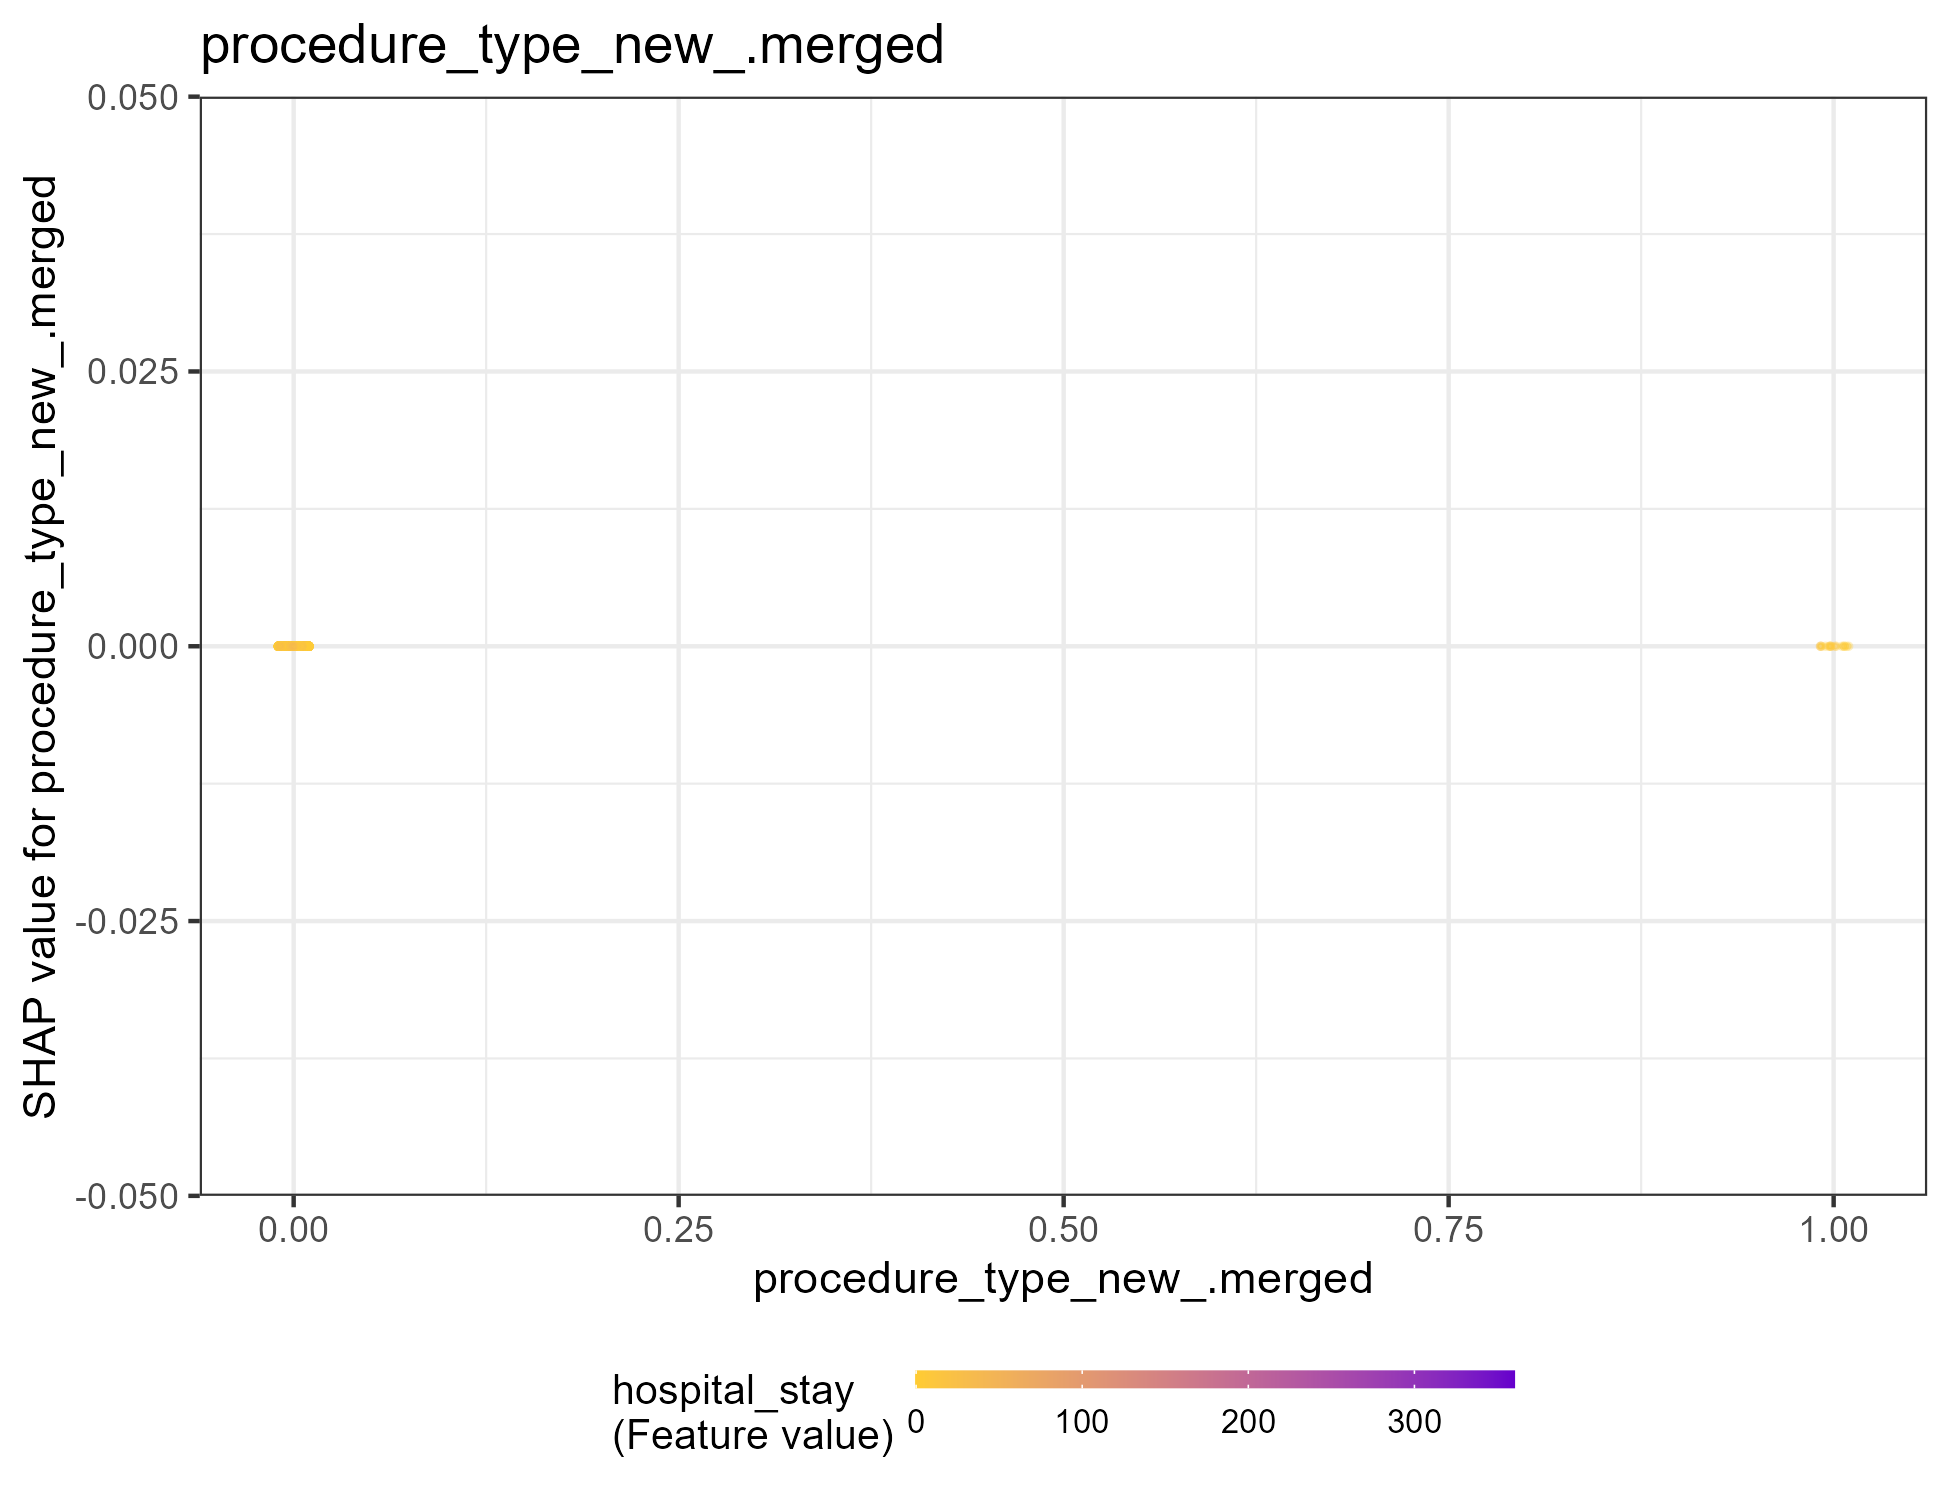 procedure_type_new_.merged
SHAP value for procedure_type_new_.merged
0.050
0.025
0.000
-0.025
-0.050
0.00
0.25
0.50
0.75
1.00
procedure_type_new_.merged
hospital_stay
(Feature value)
0
100
200
300